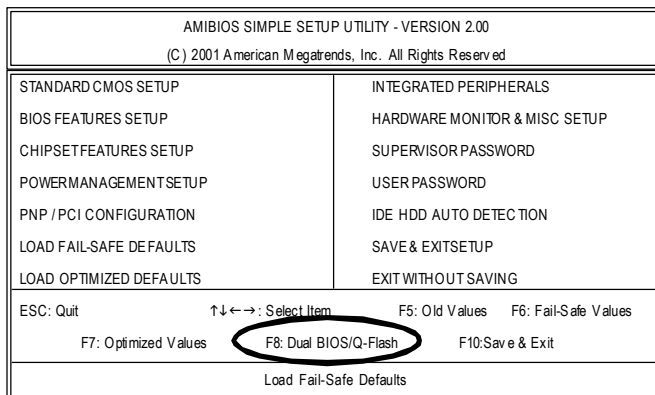 AMIBIOS SIMPLE SETUP UTILITY - VERSION 2.00
(C) 2001 American Megatrends, Inc. All Rights Reserved
STANDARD CMOS SETUP
BIOS FEATURES SETUP
CHIPSET FEATURES SETUP
POWER MANAGEMENT SETUP
PNP / PCI CONFIGURATION
LOAD FAIL-SAFE DEFAULTS
LOAD OPTIMIZED DEFAULTS
INTEGRATED PERIPHERALS
HARDWARE MONITOR & MISC SETUP
SUPERVISOR PASSWORD
USER PASSWORD
IDE HDD AUTO DETECTION
SAVE & EXIT SETUP
EXIT WITHOUT SAVING
ESC: Quit ↑↓←→: Select Item F5: Old Values F6: Fail-Safe Values
F7: Optimized Values F8: Dual BIOS/Q-Flash F10:Save & Exit
Load Fail-Safe Defaults